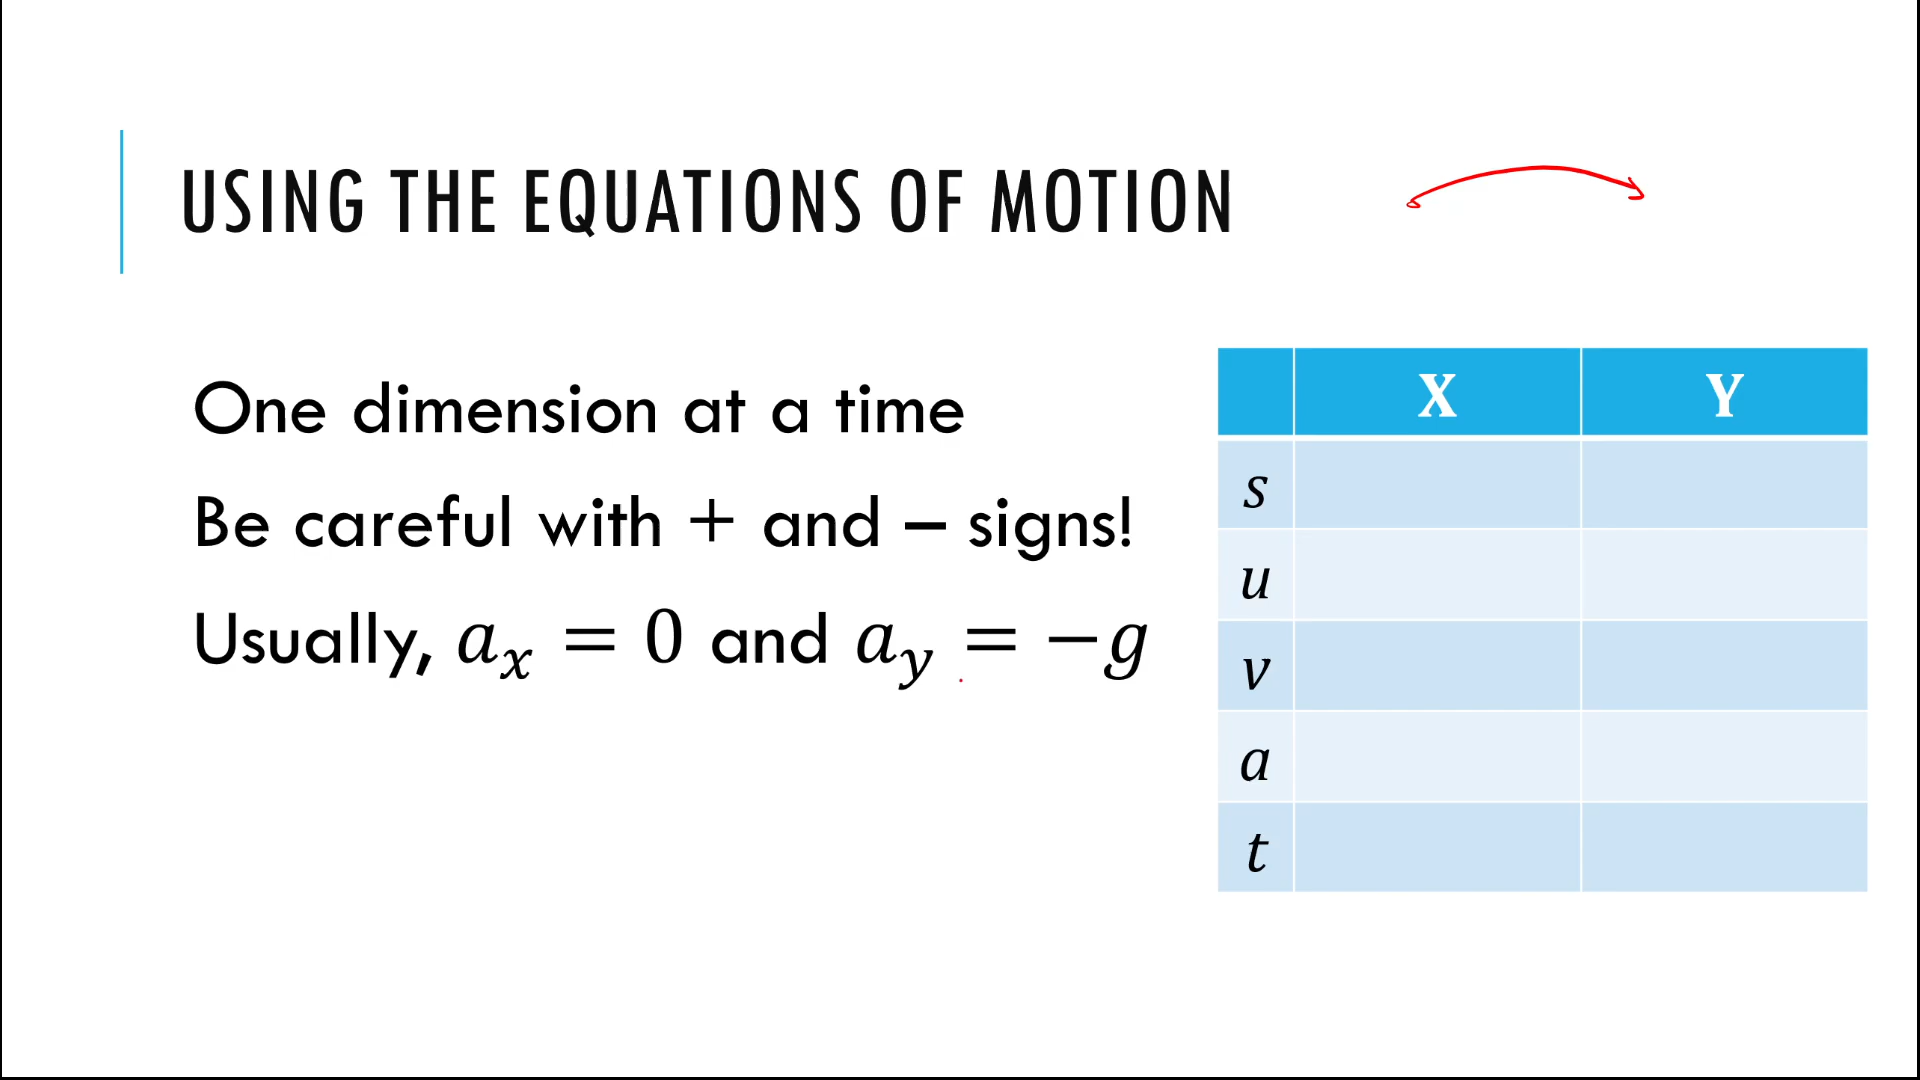 USING THE EQUATIONS OF MOTION
One dimension at a time
Be careful with + and – signs!
Usually, aₓ = 0 and a_y = −g
X Y
s
u
v
a
t